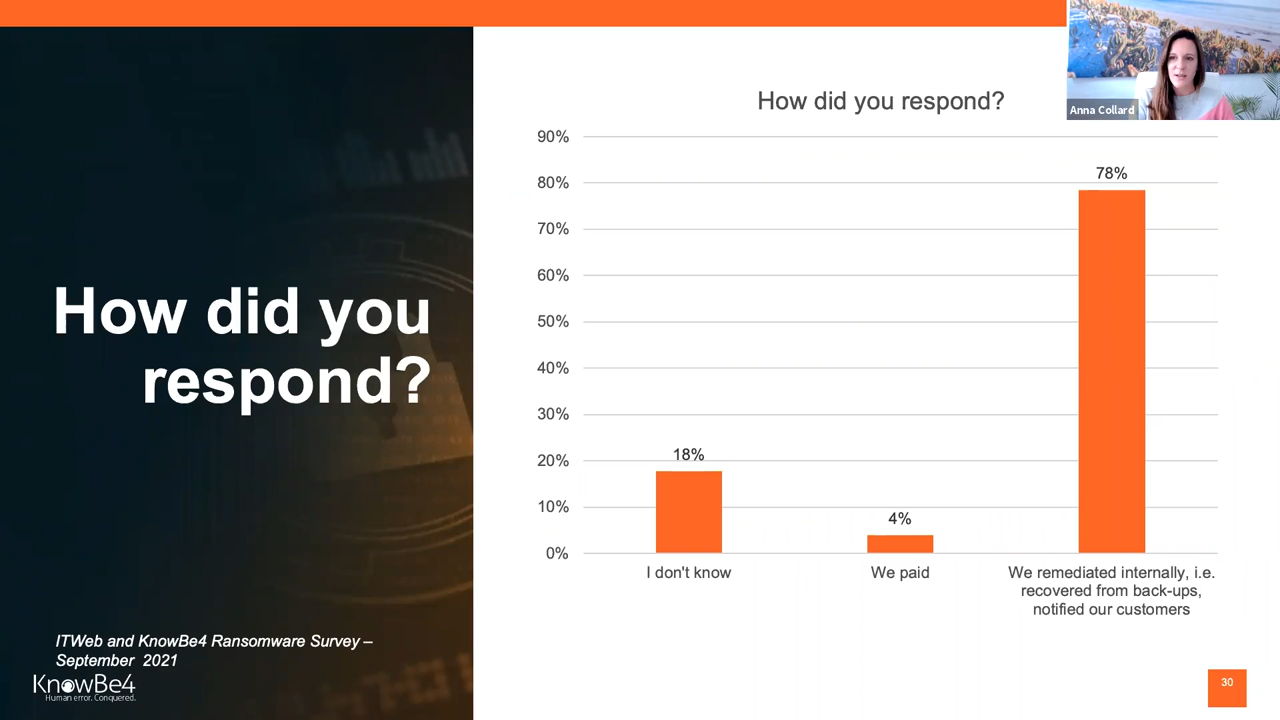 How did you
respond?
ITWeb and KnowBe4 Ransomware Survey –
September 2021
KnowBe4
Human error. Conquered.
How did you respond?
90%
80%
70%
60%
50%
40%
30%
20%
10%
0%
18%
4%
78%
I don't know
We paid
We remediated internally, i.e.
recovered from back-ups,
notified our customers
Anna Collard
30